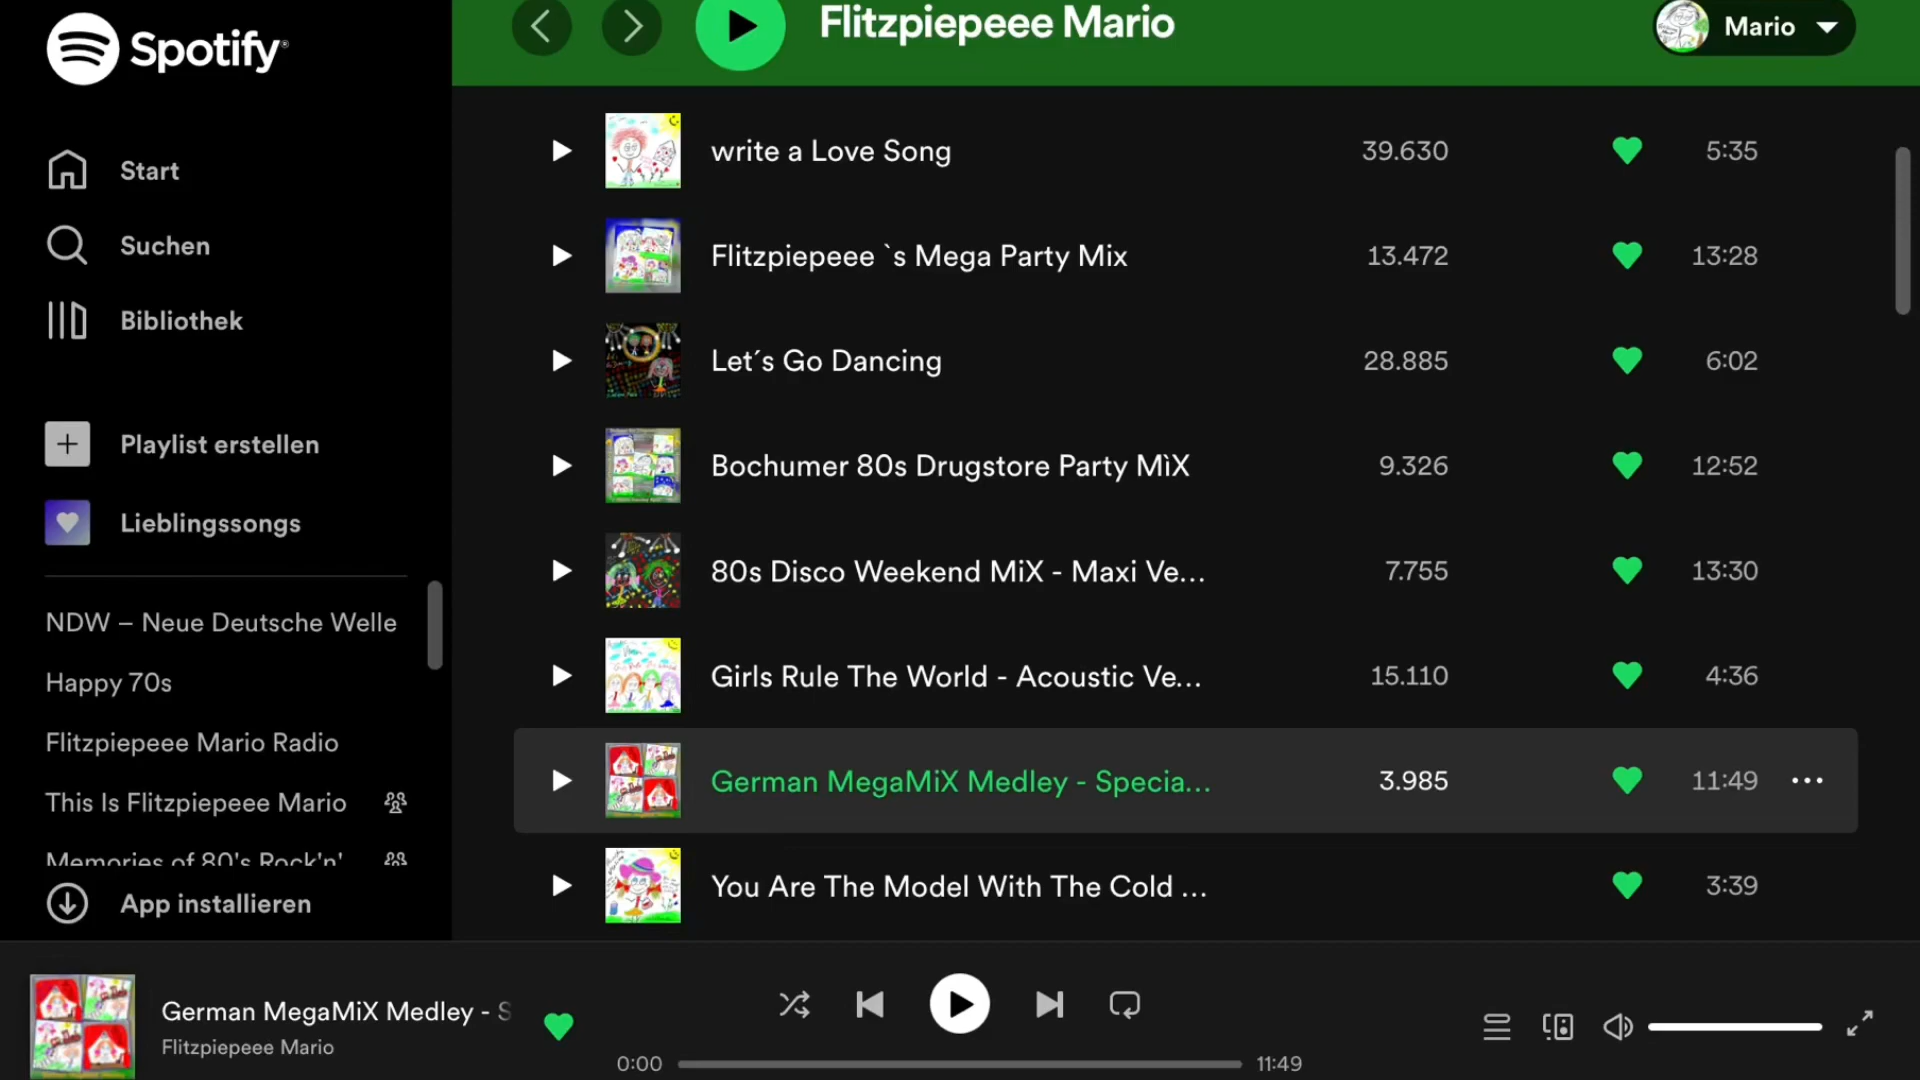 Spotify
Start
Suchen
Bibliothek
Playlist erstellen
Lieblingssongs
NDW – Neue Deutsche Welle
Happy 70s
Flitzpiepeee Mario Radio
This Is Flitzpiepeee Mario
Memories of 80's Rock'n'
App installieren
Flitzpiepeee Mario
Mario
write a Love Song 39.630 5:35
Flitzpiepeee `s Mega Party Mix 13.472 13:28
Let´s Go Dancing 28.885 6:02
Bochumer 80s Drugstore Party MìX 9.326 12:52
80s Disco Weekend MiX - Maxi Ve... 7.755 13:30
Girls Rule The World - Acoustic Ve... 15.110 4:36
German MegaMiX Medley - Specia... 3.985 11:49
You Are The Model With The Cold ... 3:39
German MegaMiX Medley - S
Flitzpiepeee Mario
0:00 11:49